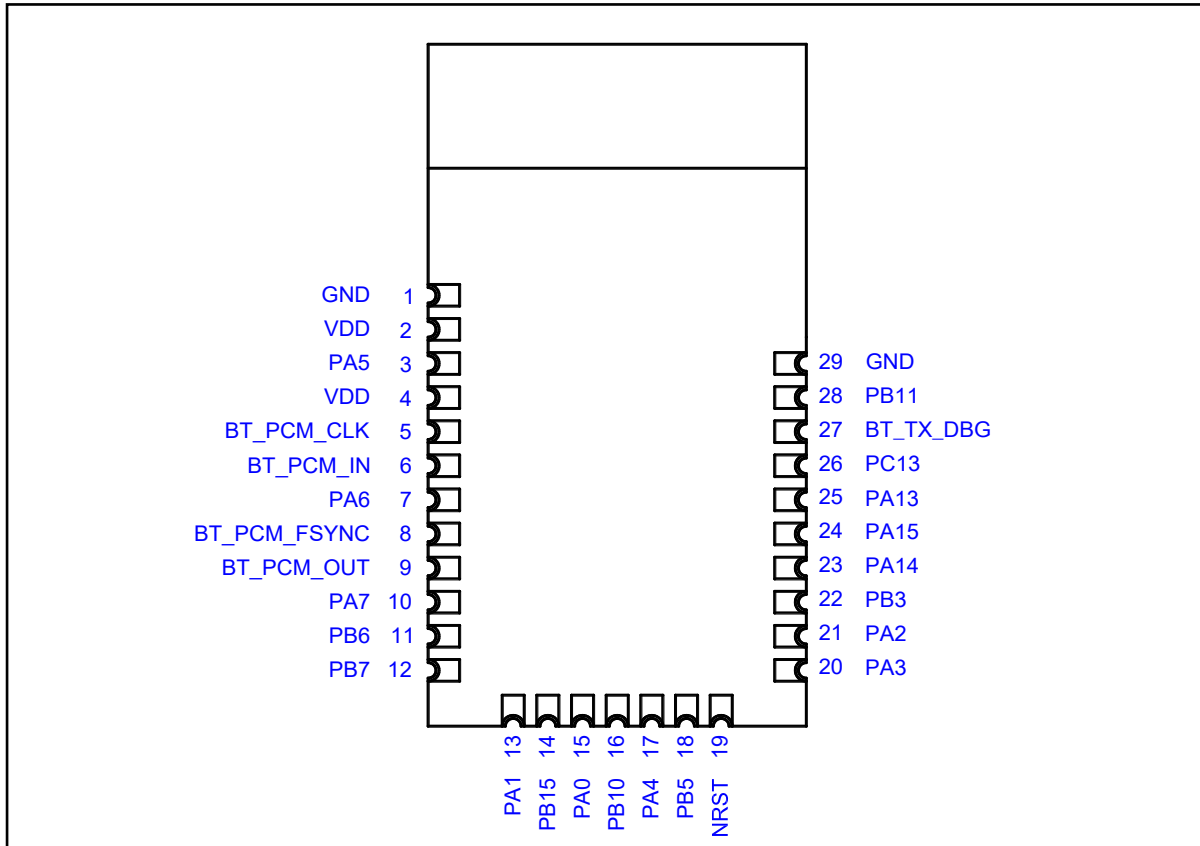 GND 1
VDD 2
PA5 3
VDD 4
BT_PCM_CLK 5
BT_PCM_IN 6
PA6 7
BT_PCM_FSYNC 8
BT_PCM_OUT 9
PA7 10
PB6 11
PB7 12
PA1 13
PB15 14
PA0 15
PB10 16
PA4 17
PB5 18
NRST 19
29 GND
28 PB11
27 BT_TX_DBG
26 PC13
25 PA13
24 PA15
23 PA14
22 PB3
21 PA2
20 PA3